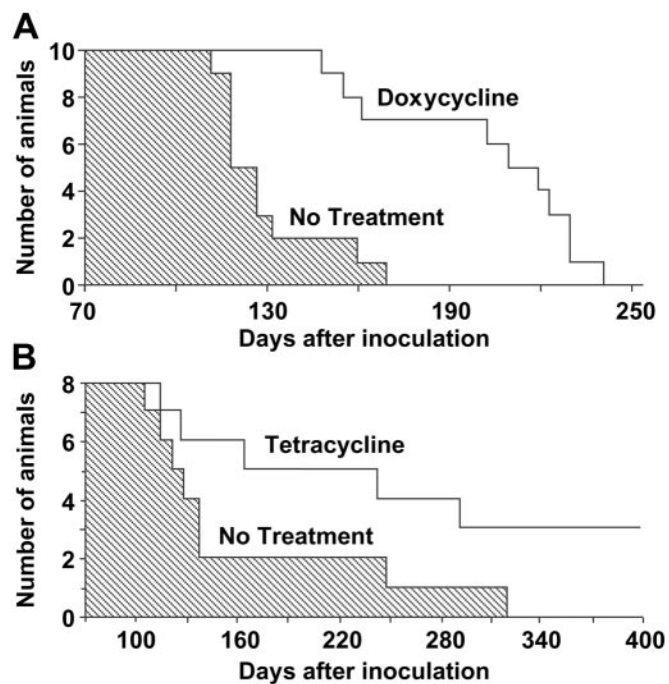 A
10
8
6
4
2
0
Number of animals
Doxycycline
No Treatment
70 130 190 250
Days after inoculation
B
8
6
4
2
0
Number of animals
Tetracycline
No Treatment
100 160 220 280 340 400
Days after inoculation